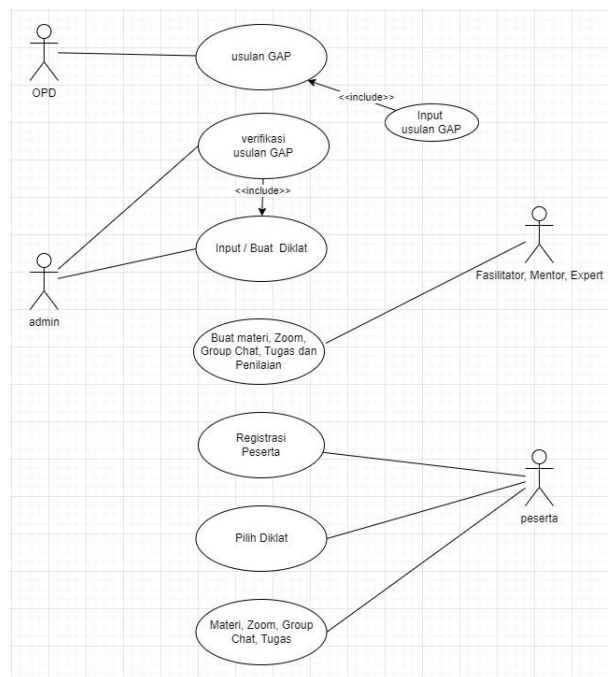 usulan GAP
OPD
<<include>>
Input
usulan GAP
verifikasi
usulan GAP
<<include>>
Input / Buat Diklat
admin
Fasilitator, Mentor, Expert
Buat materi, Zoom,
Group Chat, Tugas dan
Penilaian
Registrasi
Peserta
peserta
Pilih Diklat
Materi, Zoom, Group
Chat, Tugas